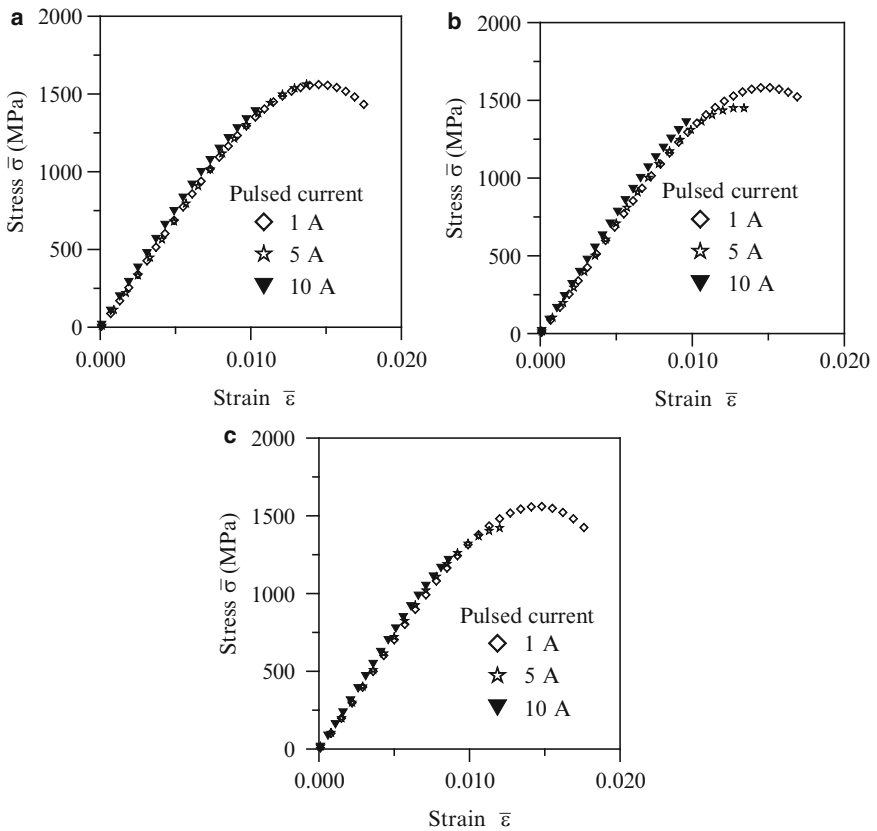 a
2000
1500
1000
500
0
Stress σ̅ (MPa)
Pulsed current
1 A
5 A
10 A
0.000
0.010
0.020
Strain ε̅
b
2000
1500
1000
500
0
Stress σ̅ (MPa)
Pulsed current
1 A
5 A
10 A
0.000
0.010
0.020
Strain ε̅
c
2000
1500
1000
500
0
Stress σ̅ (MPa)
Pulsed current
1 A
5 A
10 A
0.000
0.010
0.020
Strain ε̅